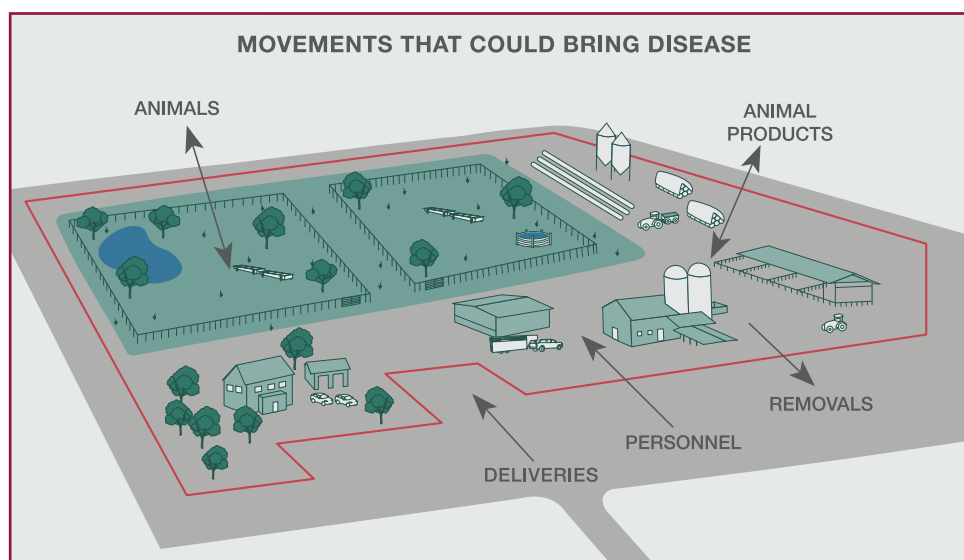 MOVEMENTS THAT COULD BRING DISEASE
ANIMALS
ANIMAL
PRODUCTS
REMOVALS
PERSONNEL
DELIVERIES